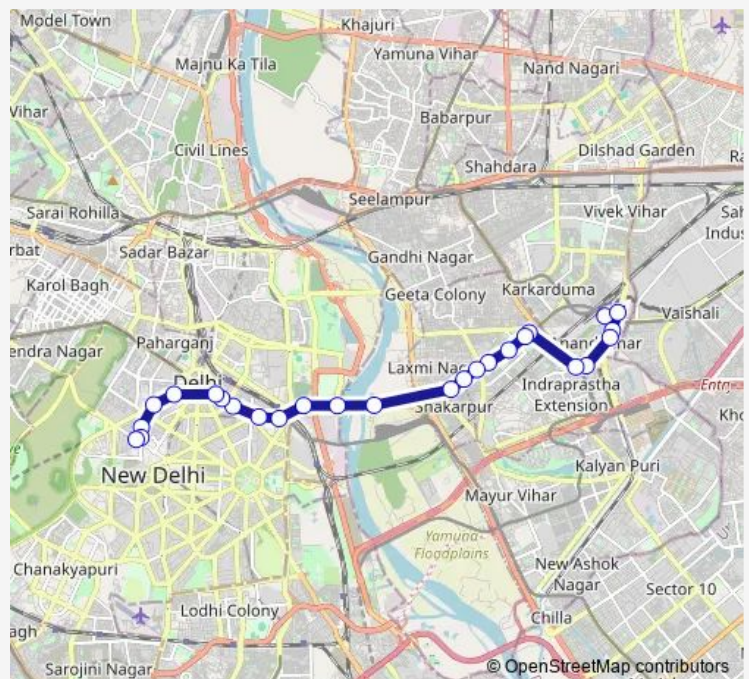 Model Town
Khajuri
Yamuna Vihar
Majnu Ka Tila
Nand Nagari
Vihar
Babarpur
Civil Lines
Dilshad Garden
Shahdara
Seelampur
Sarai Rohilla
Vivek Vihar
Sadar Bazar
Gandhi Nagar
Karol Bagh
Geeta Colony
Karkarduma
Vaishali
Paharganj
endra Nagar
Laxmi Nag
Delhi
Indraprastha
Extension
Shakarpur
New Delhi
Kalyan Puri
Mayur Vihar
Yamuna-
Floodplains
New Ashok
Nagar
Chanakyapuri
Sector 10
Lodhi Colony
Chilla
agh
Sarojini Nagar
© OpenStreetMap contributors